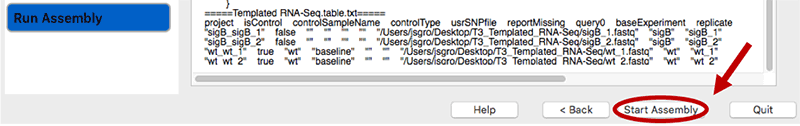 }
Run Assembly
=====Templated RNA-Seq.table.txt=====
project isControl controlSampleName controlType usrSNPfile reportMissing query0 baseExperiment replicate
"sigB_sigB_1" false "" "" "" "" "/Users/jsgro/Desktop/T3_Templated_RNA-Seq/sigB_1.fastq" "sigB" "sigB_1"
"sigB_sigB_2" false "" "" "" "" "/Users/jsgro/Desktop/T3_Templated_RNA-Seq/sigB_2.fastq" "sigB" "sigB_2"
"wt_wt_1" true "wt" "baseline" "" "" "/Users/jsgro/Desktop/T3_Templated_RNA-Seq/wt_1.fastq" "wt" "wt_1"
"wt_wt_2" true "wt" "baseline" "" "" "/Users/jsgro/Desktop/T3_Templated_RNA-Seq/wt_2.fastq" "wt" "wt_2"
Help < Back Start Assembly Quit